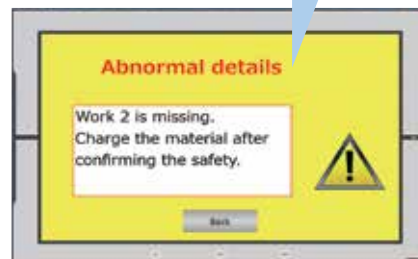 Abnormal details
Work 2 is missing.
Charge the material after
confirming the safety.
Back